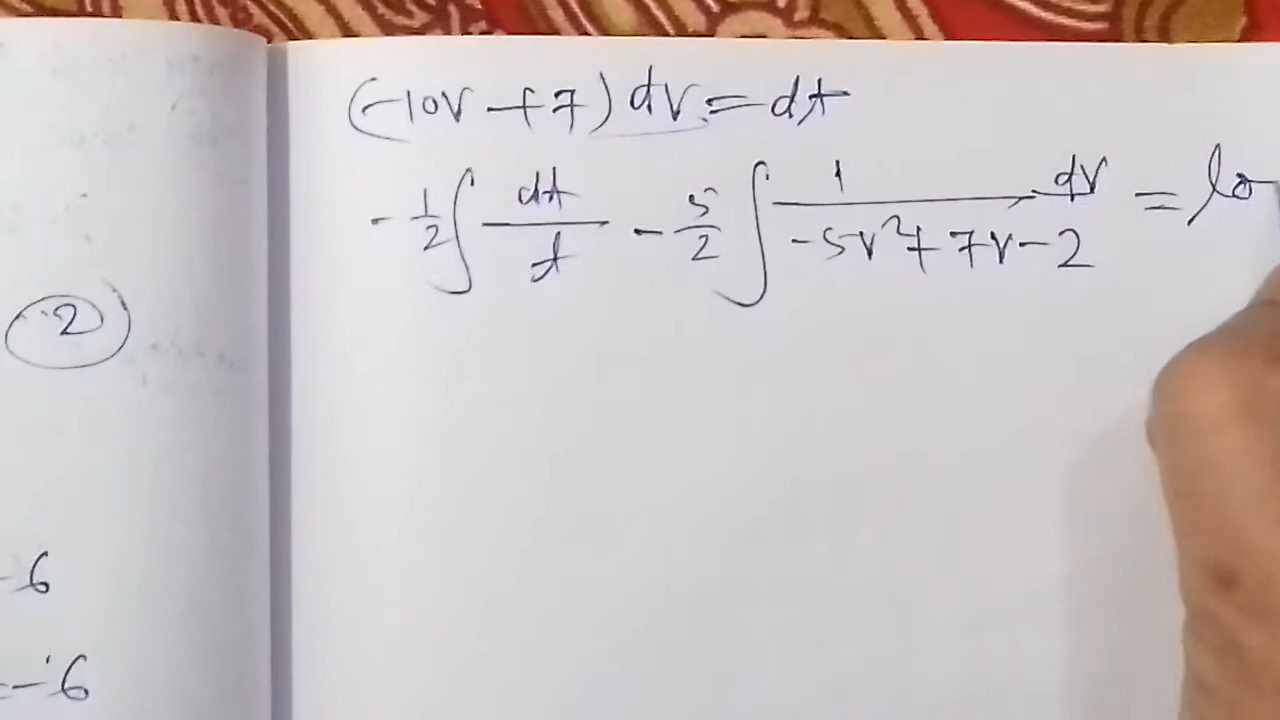 (-10v + 7) dv = dt
- 1/2 ∫ dt/t - 5/2 ∫ 1/(-5v² + 7v - 2) dv = lo
(2)
- 6
= - 6